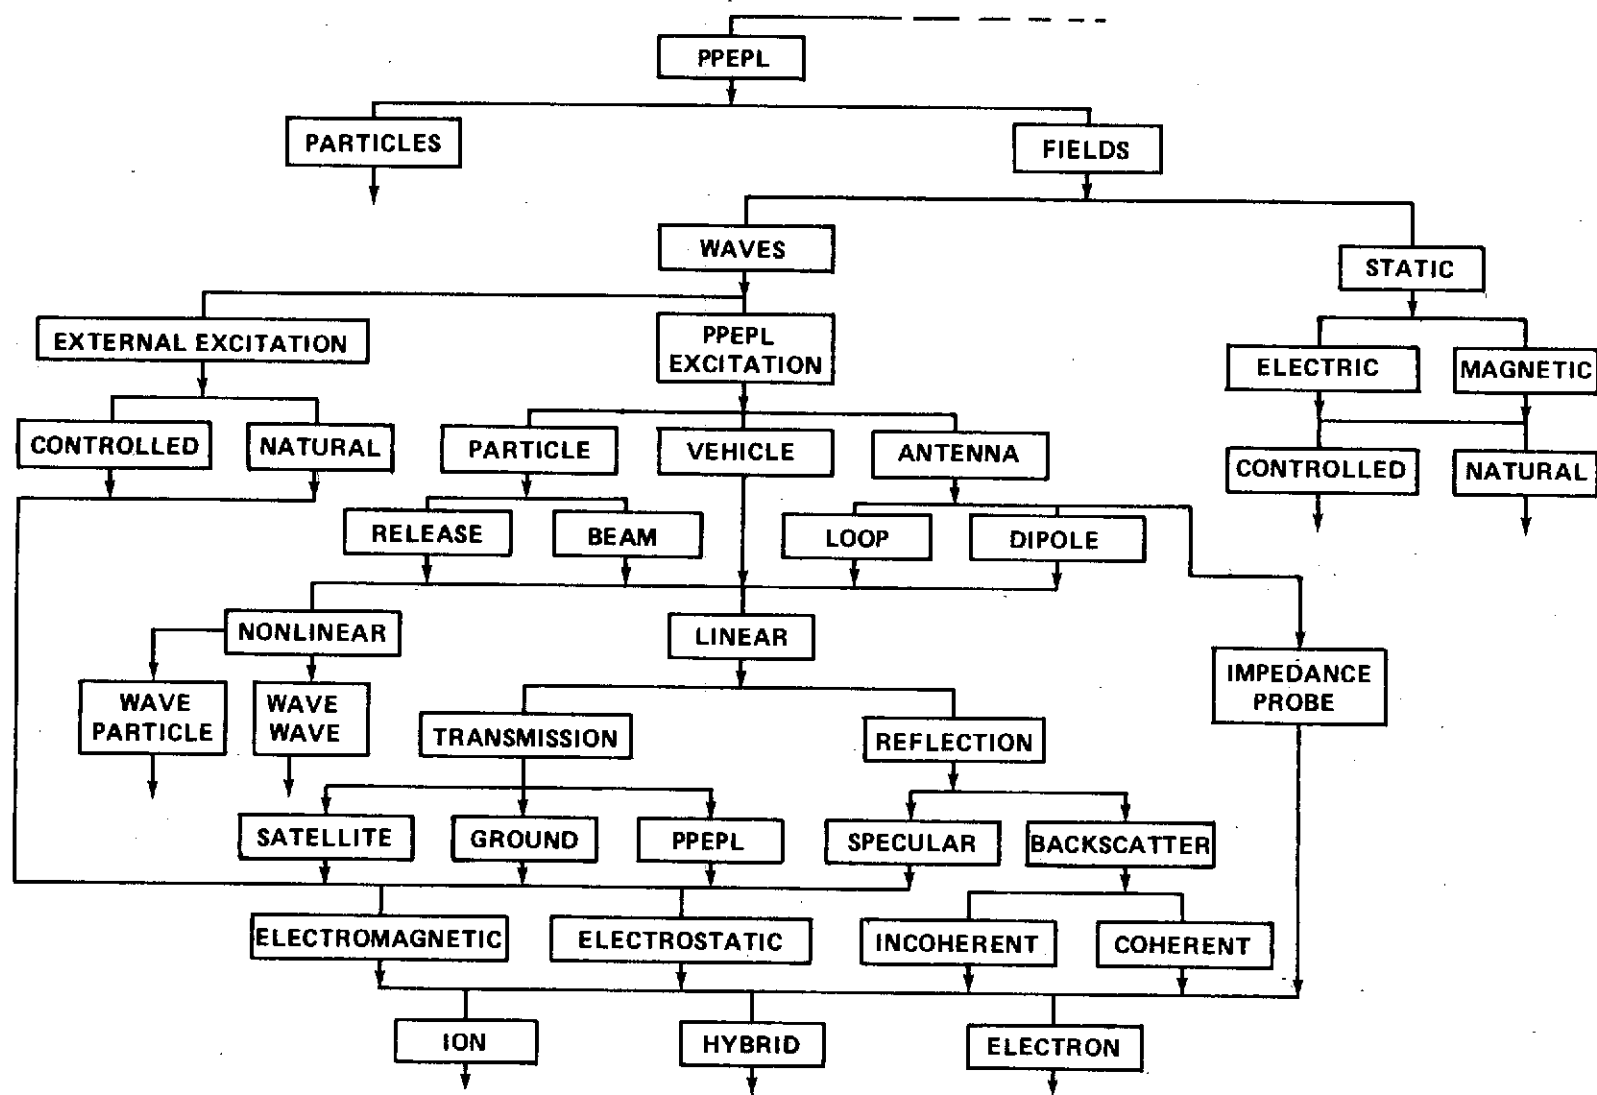 PPEPL
PARTICLES
FIELDS
WAVES
STATIC
EXTERNAL EXCITATION
PPEPL
EXCITATION
ELECTRIC
MAGNETIC
CONTROLLED
NATURAL
PARTICLE
VEHICLE
ANTENNA
CONTROLLED
NATURAL
RELEASE
BEAM
LOOP
DIPOLE
NONLINEAR
LINEAR
IMPEDANCE
PROBE
WAVE
PARTICLE
WAVE
WAVE
TRANSMISSION
REFLECTION
SATELLITE
GROUND
PPEPL
SPECULAR
BACKSCATTER
ELECTROMAGNETIC
ELECTROSTATIC
INCOHERENT
COHERENT
ION
HYBRID
ELECTRON